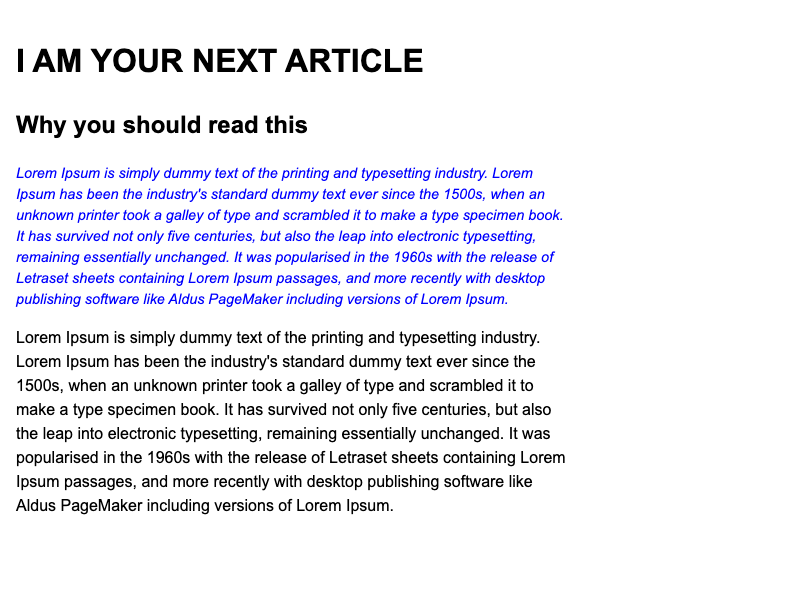 I AM YOUR NEXT ARTICLE
Why you should read this
Lorem Ipsum is simply dummy text of the printing and typesetting industry. Lorem
Ipsum has been the industry's standard dummy text ever since the 1500s, when an
unknown printer took a galley of type and scrambled it to make a type specimen book.
It has survived not only five centuries, but also the leap into electronic typesetting,
remaining essentially unchanged. It was popularised in the 1960s with the release of
Letraset sheets containing Lorem Ipsum passages, and more recently with desktop
publishing software like Aldus PageMaker including versions of Lorem Ipsum.
Lorem Ipsum is simply dummy text of the printing and typesetting industry.
Lorem Ipsum has been the industry's standard dummy text ever since the
1500s, when an unknown printer took a galley of type and scrambled it to
make a type specimen book. It has survived not only five centuries, but also
the leap into electronic typesetting, remaining essentially unchanged. It was
popularised in the 1960s with the release of Letraset sheets containing Lorem
Ipsum passages, and more recently with desktop publishing software like
Aldus PageMaker including versions of Lorem Ipsum.